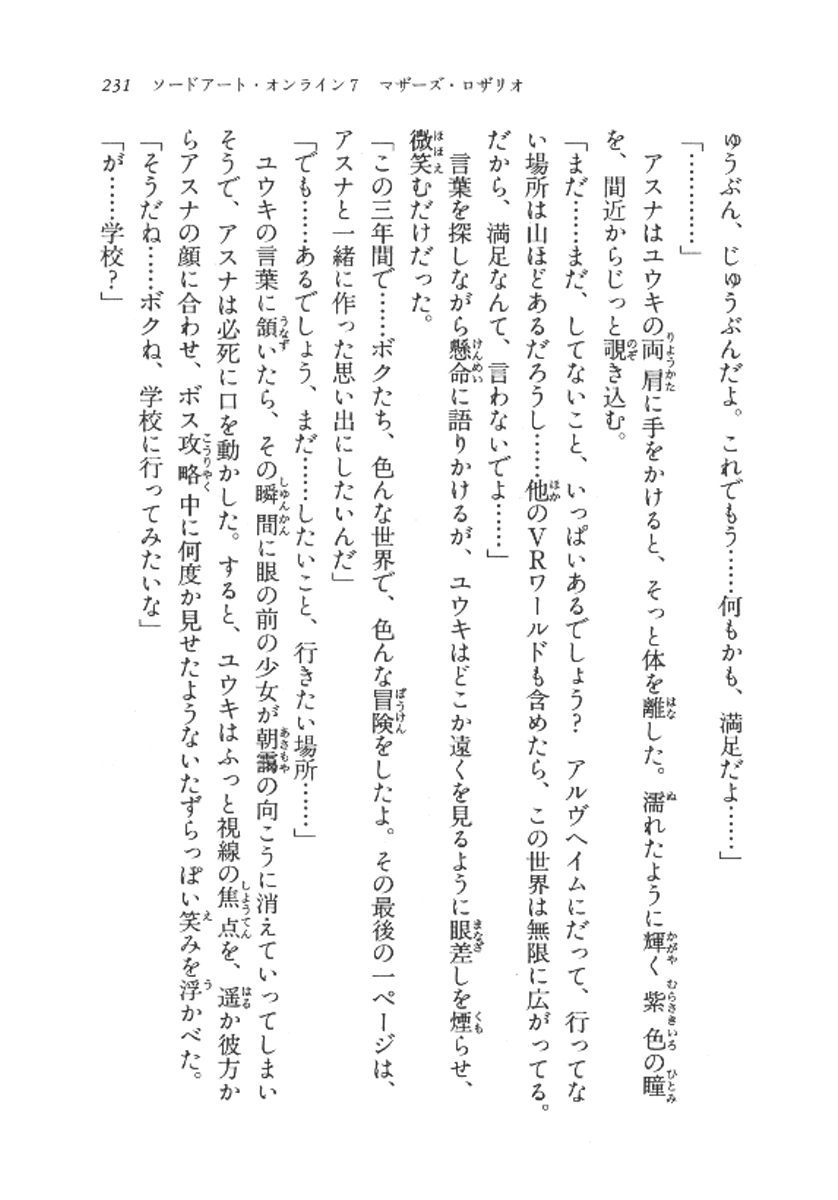 231　ソードアート・オンライン7　マザーズ・ロザリオ
ゅうぶん、じゅうぶんだよ。これでもう……何もかも、満足だよ……」
「…………」
アスナはユウキの両肩に手をかけると、そっと体を離した。濡れたように輝く紫色の瞳
を、間近からじっと覗き込む。
「まだ……まだ、してないこと、いっぱいあるでしょう？　アルヴヘイムにだって、行ってな
い場所は山ほどあるだろうし……他のＶＲワールドも含めたら、この世界は無限に広がってる。
だから、満足なんて、言わないでよ……」
言葉を探しながら懸命に語りかけるが、ユウキはどこか遠くを見るように眼差しを煙らせ、
微笑むだけだった。
「この三年間で……ボクたち、色んな世界で、色んな冒険をしたよ。その最後の一ページは、
アスナと一緒に作った思い出にしたいんだ」
「でも……あるでしょう、まだ……したいこと、行きたい場所……」
ユウキの言葉に頷いたら、その瞬間に眼の前の少女が朝靄の向こうに消えていってしまい
そうで、アスナは必死に口を動かした。すると、ユウキはふっと視線の焦点を、遥か彼方か
らアスナの顔に合わせ、ボス攻略中に何度か見せたようないたずらっぽい笑みを浮かべた。
「そうだね……ボクね、学校に行ってみたいな」
「が……学校？」